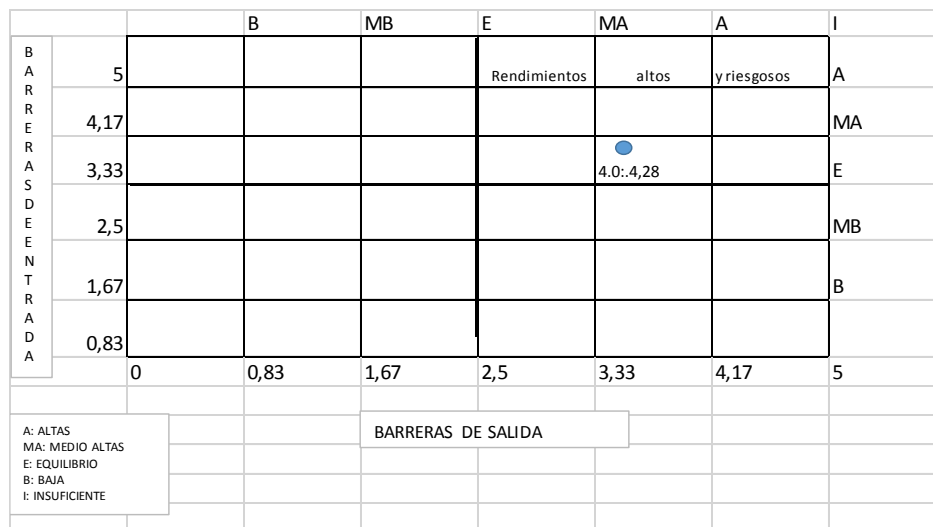 B MB E MA A I
BARRERAS DE ENTRADA
5 Rendimientos altos y riesgosos A
4,17 MA
3,33 4.0:.4,28 E
2,5 MB
1,67 B
0,83
0 0,83 1,67 2,5 3,33 4,17 5
BARRERAS DE SALIDA
A: ALTAS
MA: MEDIO ALTAS
E: EQUILIBRIO
B: BAJA
I: INSUFICIENTE